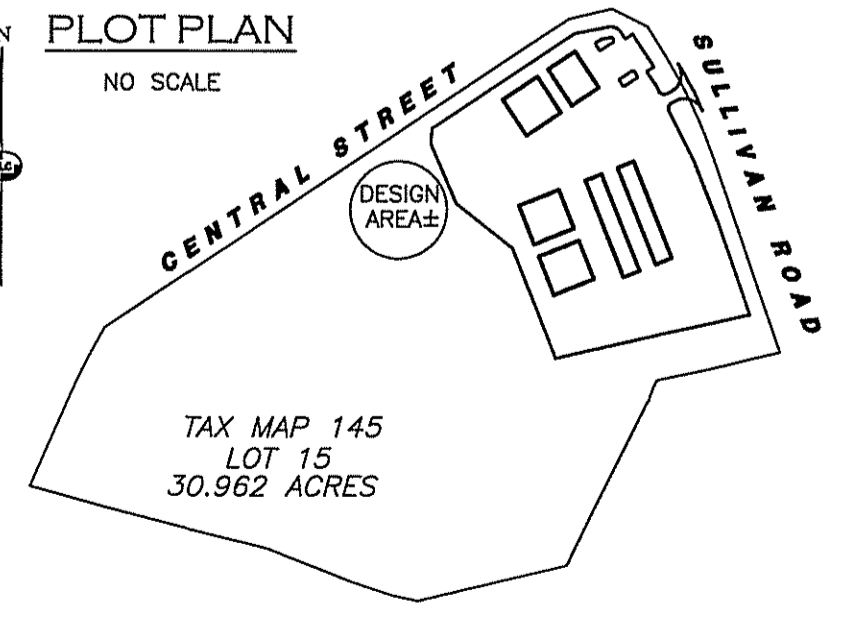 N
PLOT PLAN
NO SCALE
CENTRAL STREET
SULLIVAN ROAD
DESIGN
AREA±
TAX MAP 145
LOT 15
30.962 ACRES